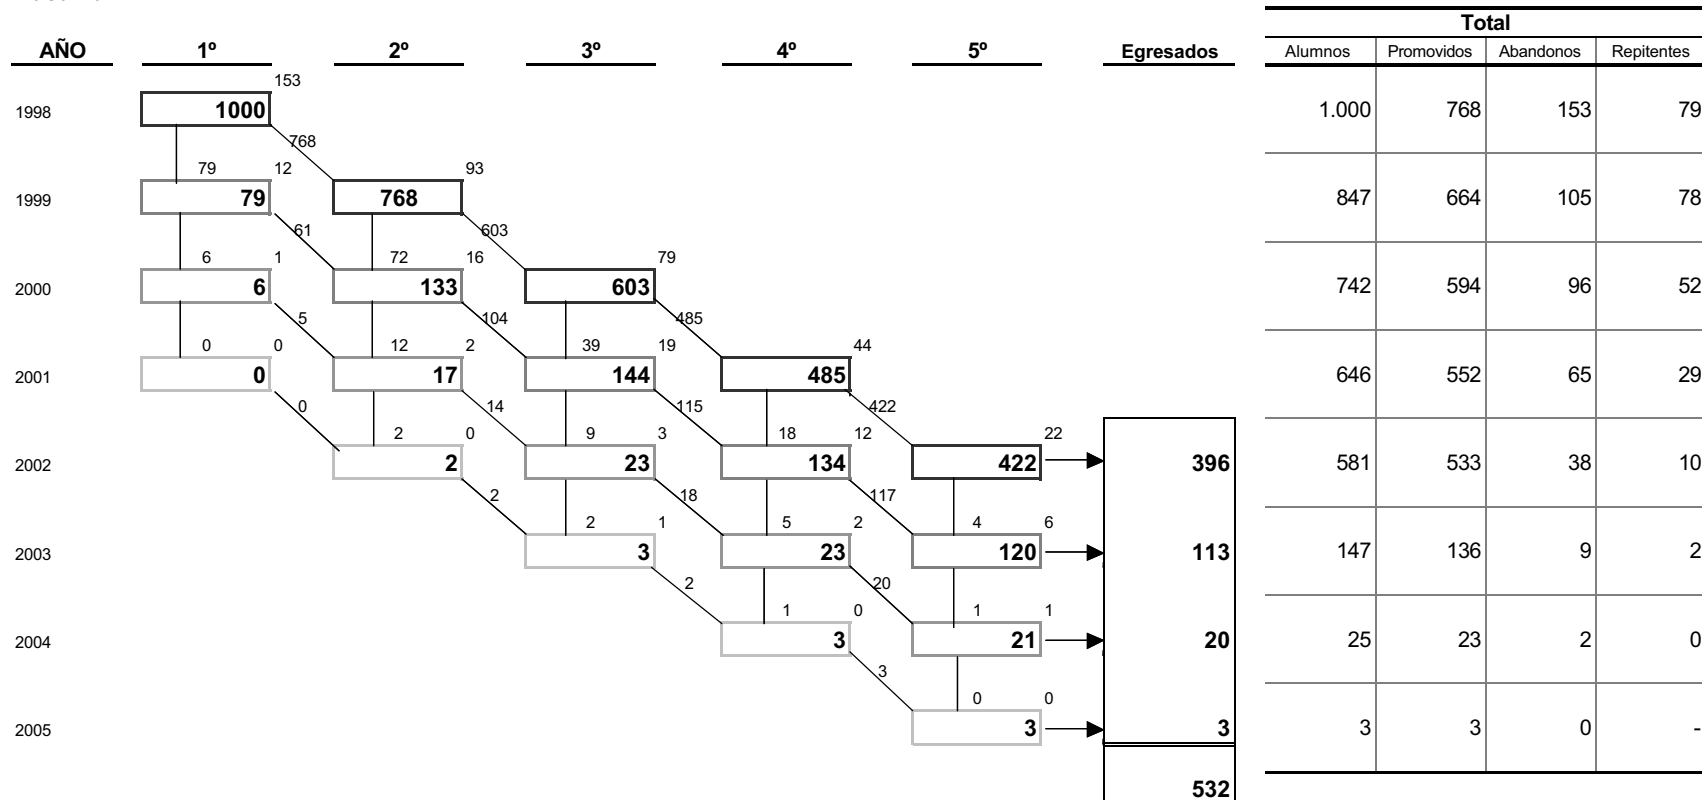 Total
AÑO 1º 2º 3º 4º 5º Egresados Alumnos Promovidos Abandonos Repitentes
153
1998 1000 1.000 768 153 79
768
79 12 93
1999 79 768 847 664 105 78
61 603
6 1 72 16 79
2000 6 133 603 742 594 96 52
5 104 485
0 0 12 2 39 19 44
2001 0 17 144 485 646 552 65 29
0 14 115 422
2 0 9 3 18 12 22
2002 2 23 134 422 396 581 533 38 10
2 18 117
2 1 5 2 4 6
2003 3 23 120 113 147 136 9 2
2 20
1 0 1 1
2004 3 21 20 25 23 2 0
3
0 0
2005 3 3 3 3 0 -
532